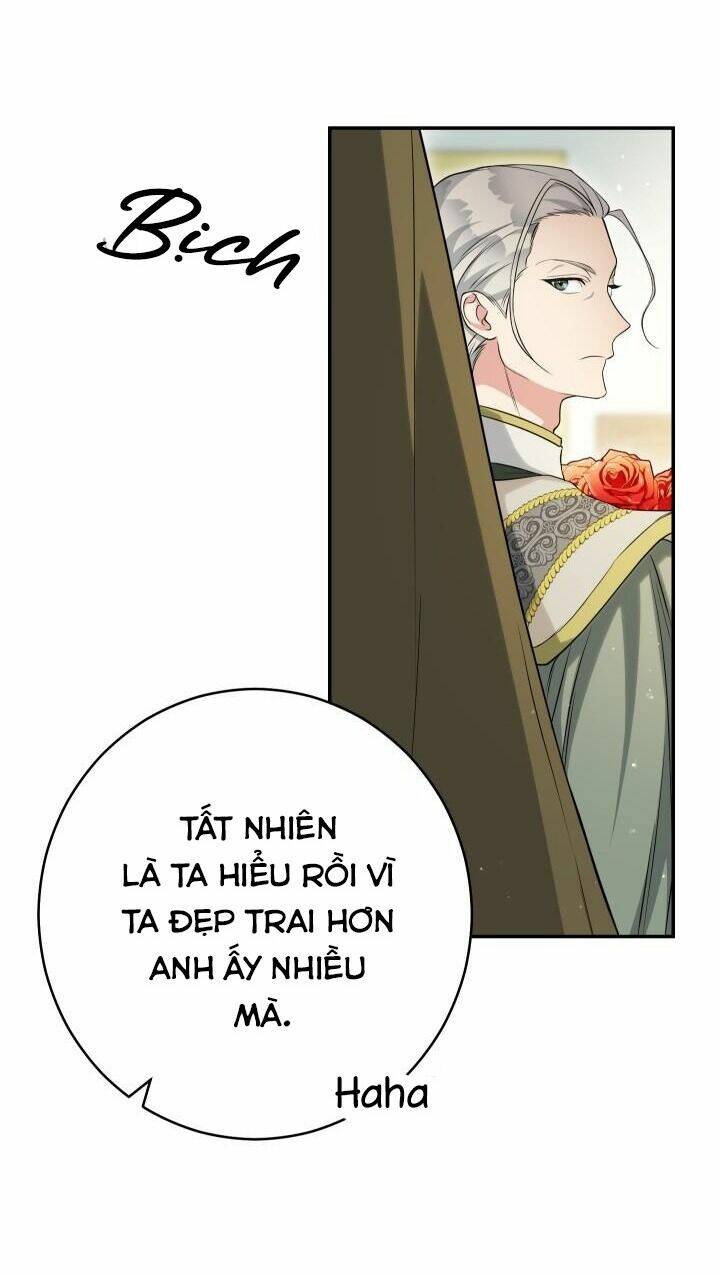 Bịch
TẤT NHIÊN
LÀ TA HIỂU RỒI VÌ
TA ĐẸP TRAI HƠN
ANH ẤY NHIỀU
MÀ.
Haha